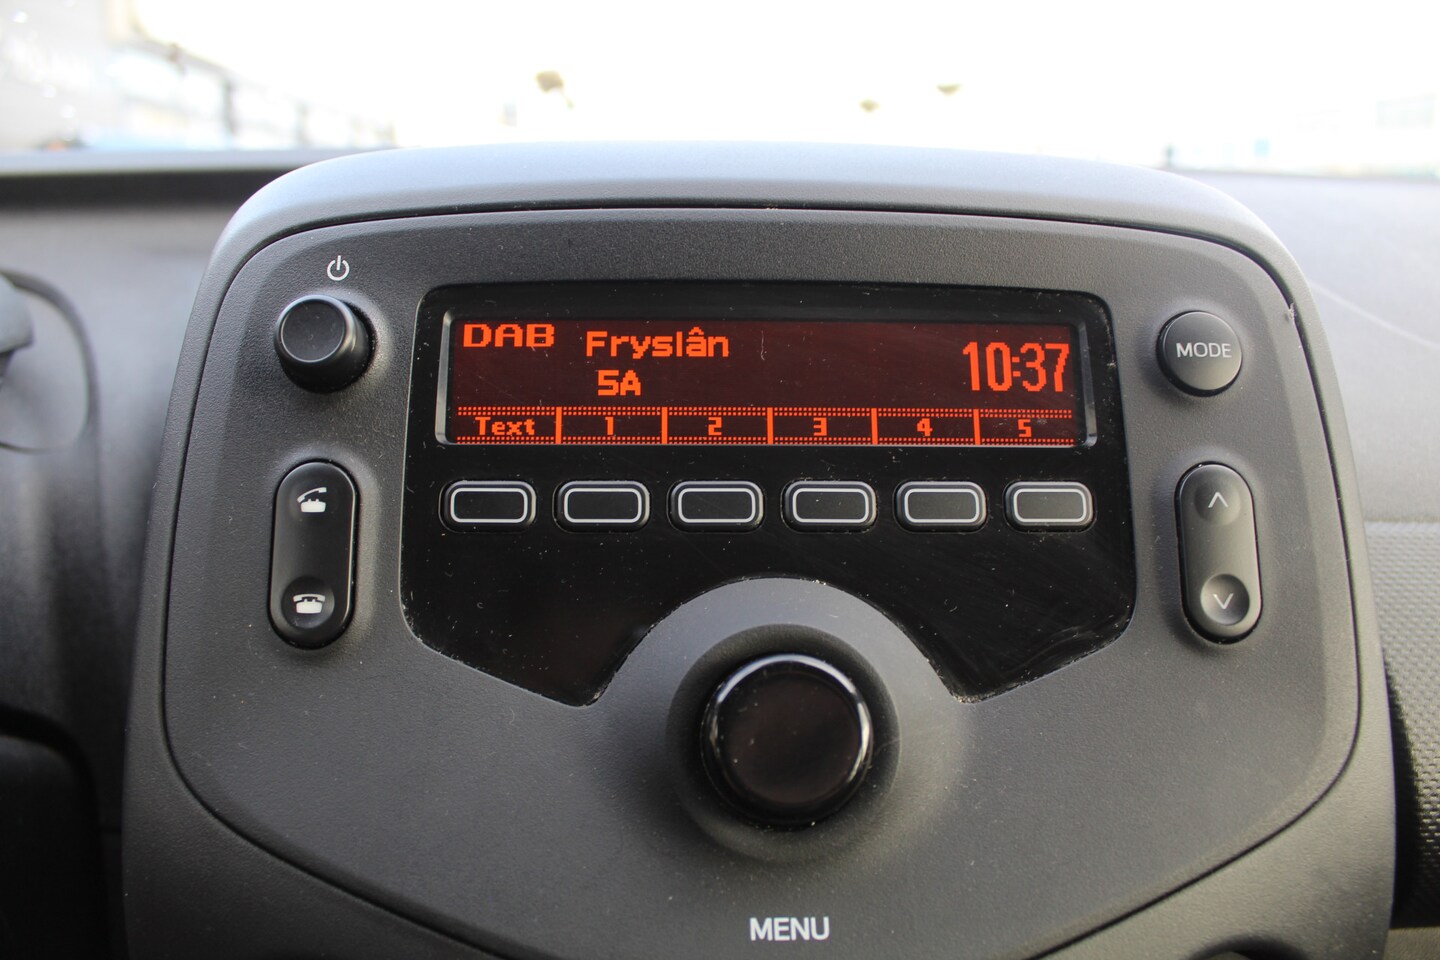 DAB Fryslân 10:37
5A
Text 1 2 3 4 5
MODE
MENU